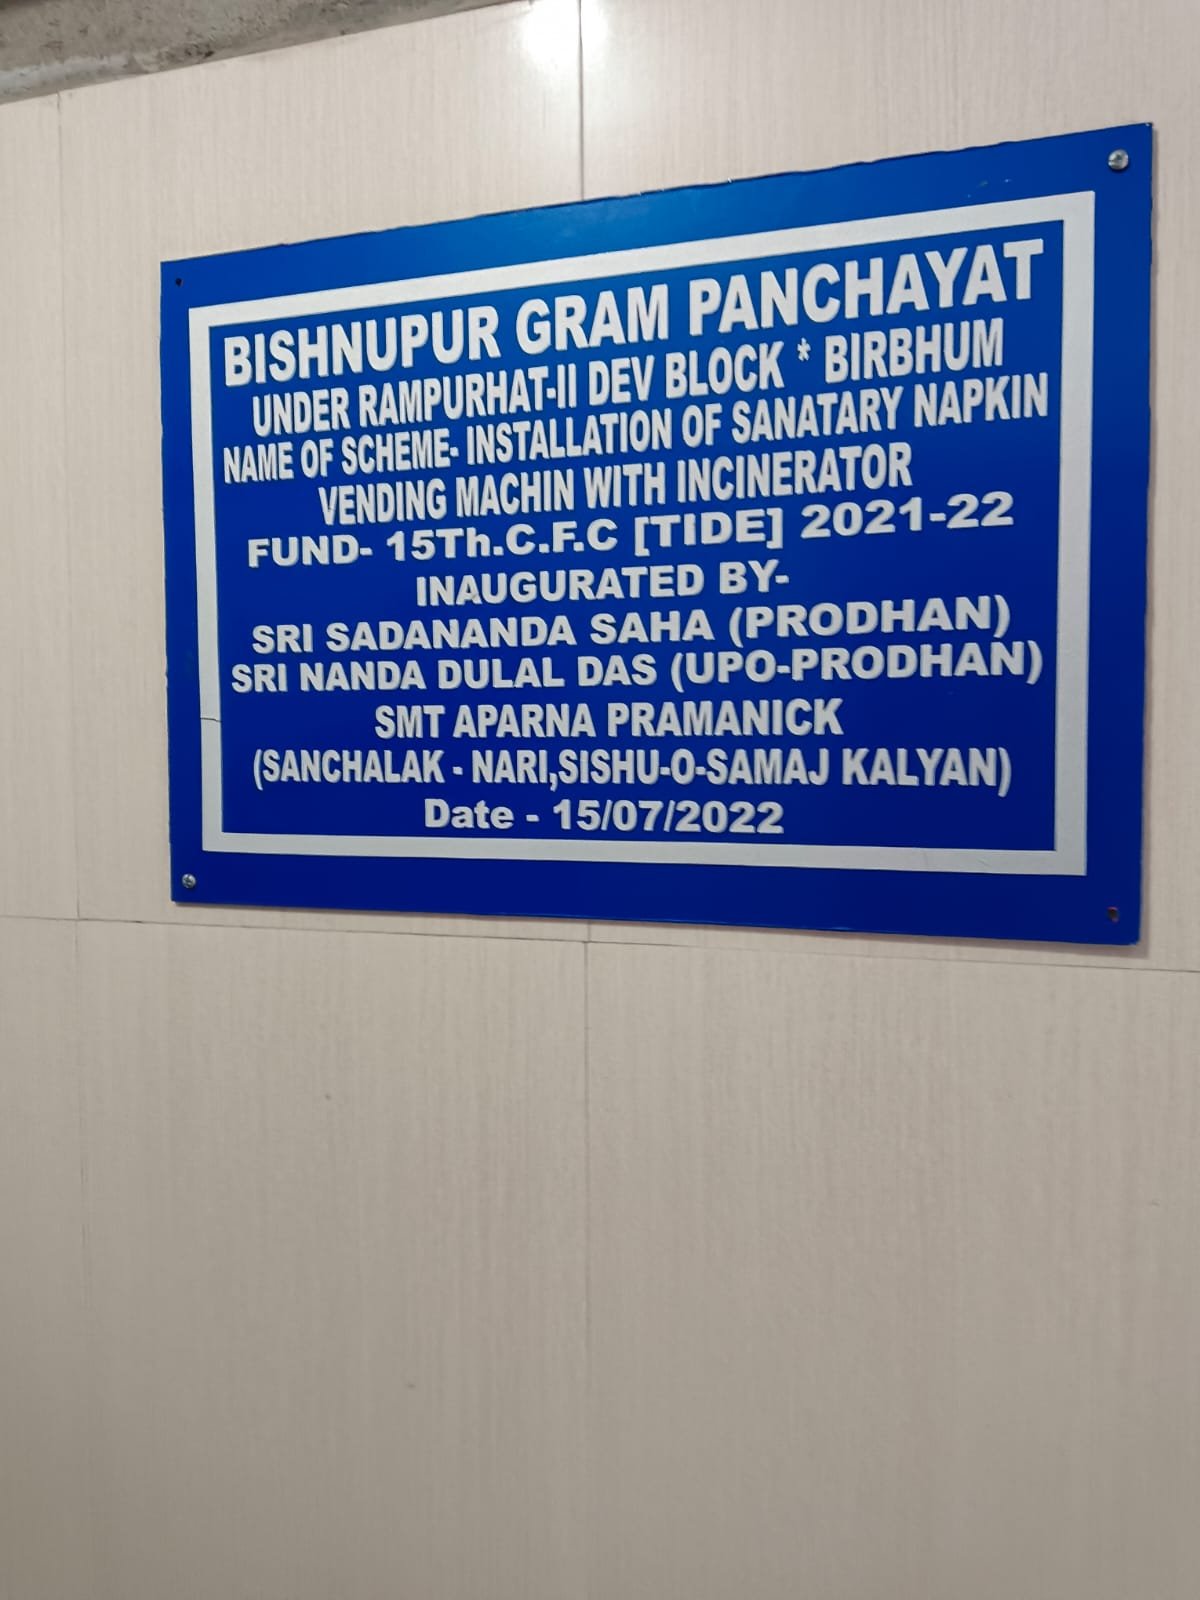 BISHNUPUR GRAM PANCHAYAT
UNDER RAMPURHAT-II DEV BLOCK * BIRBHUM
NAME OF SCHEME- INSTALLATION OF SANATARY NAPKIN
VENDING MACHIN WITH INCINERATOR
FUND- 15Th.C.F.C [TIDE] 2021-22
INAUGURATED BY-
SRI SADANANDA SAHA (PRODHAN)
SRI NANDA DULAL DAS (UPO-PRODHAN)
SMT APARNA PRAMANICK
(SANCHALAK - NARI,SISHU-O-SAMAJ KALYAN)
Date - 15/07/2022